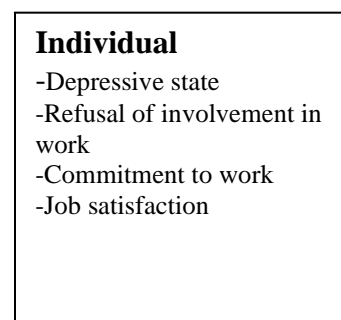 Individual
-Depressive state
-Refusal of involvement in
work
-Commitment to work
-Job satisfaction